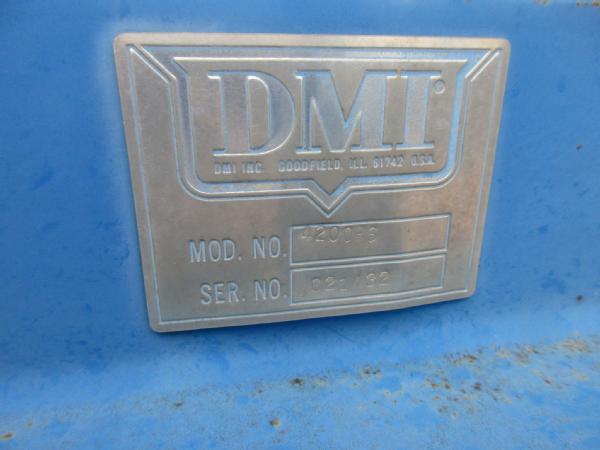 DMI®
DMI INC. GOODFIELD, ILL. 61742 U.S.A.
MOD. NO.
SER. NO.